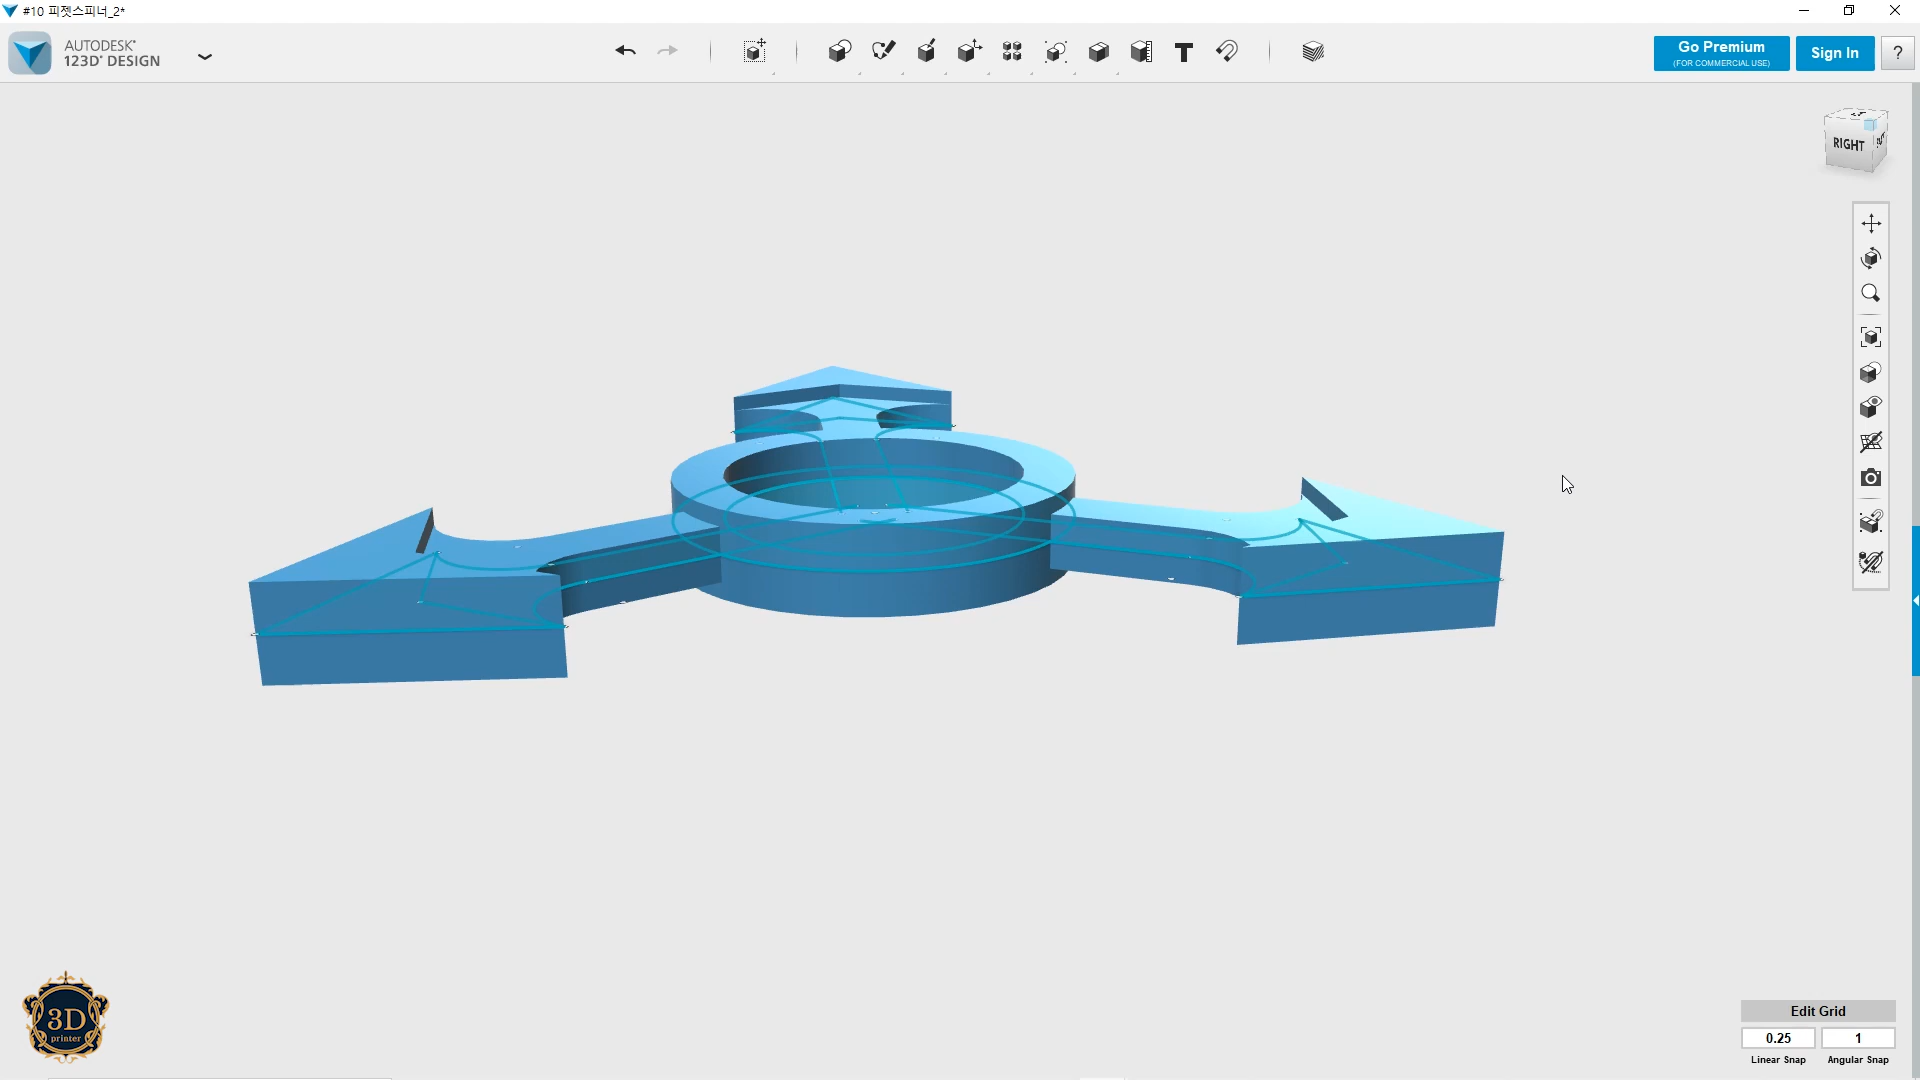 #10 피젯스피너_2*
AUTODESK®
123D® DESIGN
Go Premium
(FOR COMMERCIAL USE)
Sign In
?
RIGHT
3D
printer
Edit Grid
0.25
1
Linear Snap
Angular Snap